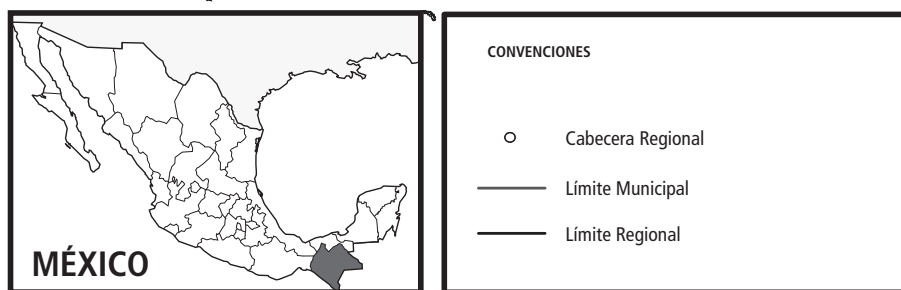 MÉXICO
CONVENCIONES
Cabecera Regional
Límite Municipal
Límite Regional